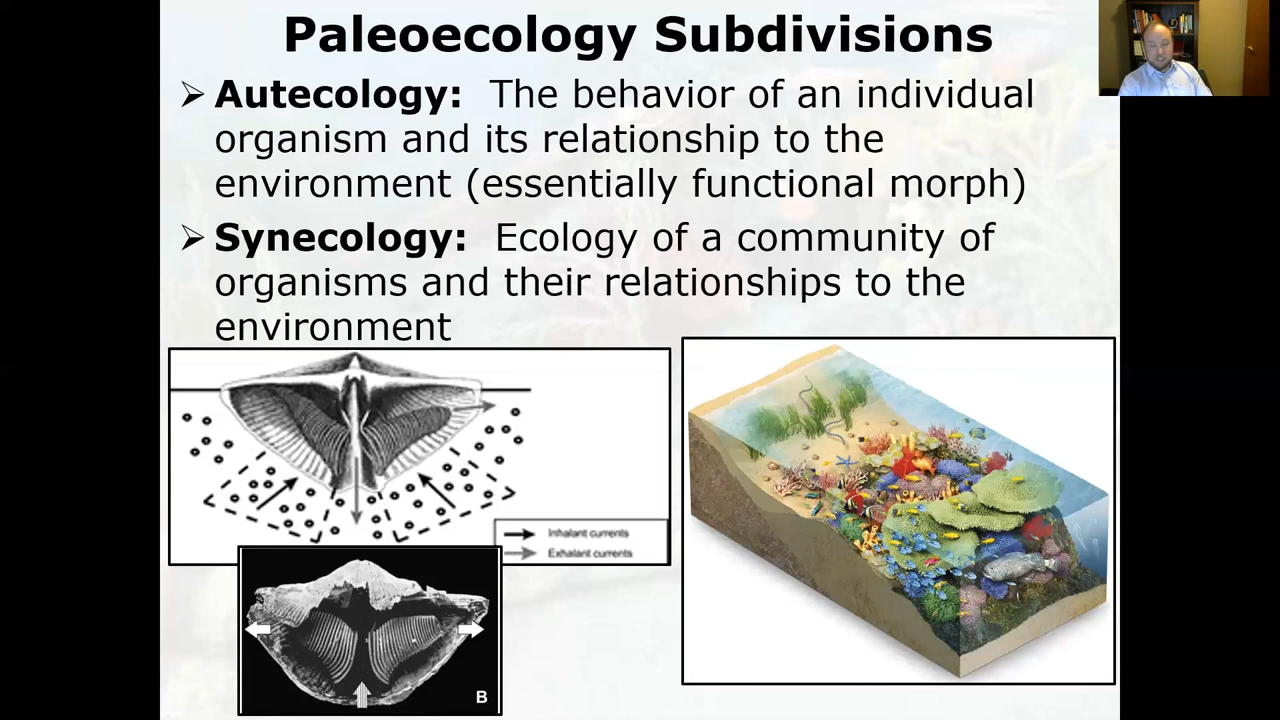 Paleoecology Subdivisions
➢ Autecology: The behavior of an individual
organism and its relationship to the
environment (essentially functional morph)
➢ Synecology: Ecology of a community of
organisms and their relationships to the
environment
Inhalant currents
Exhalant currents
B